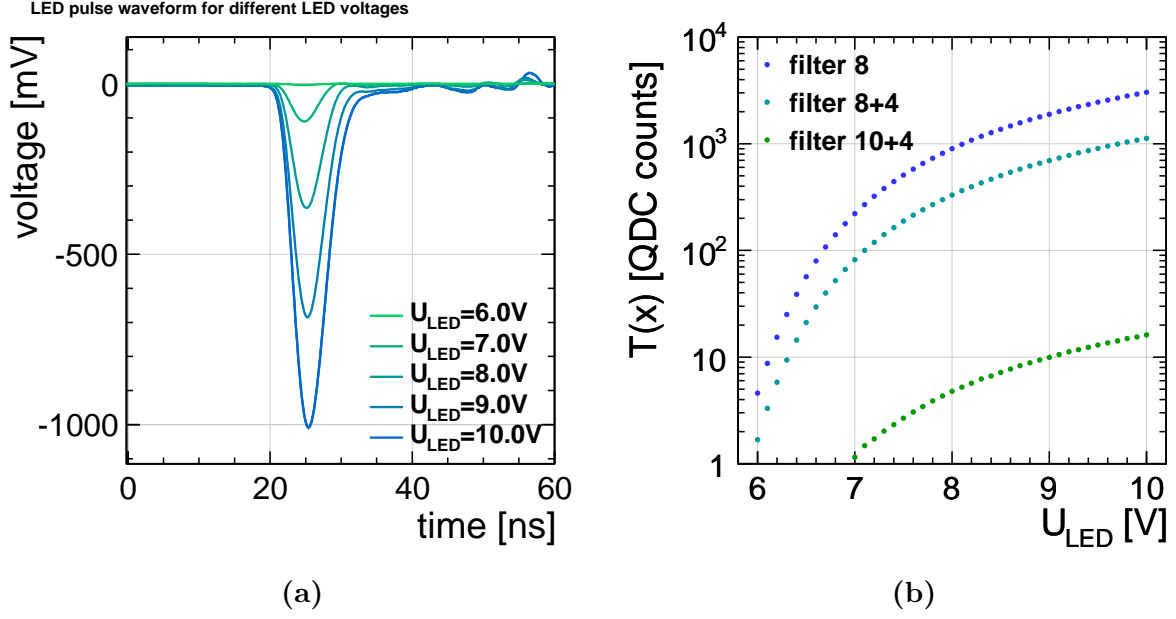 LED pulse waveform for different LED voltages
voltage [mV]
0
-500
-1000
0
20
40
60
time [ns]
U_LED=6.0V
U_LED=7.0V
U_LED=8.0V
U_LED=9.0V
U_LED=10.0V
(a)
T(x) [QDC counts]
10^4
10^3
10^2
10
1
filter 8
filter 8+4
filter 10+4
6
7
8
9
10
U_LED [V]
(b)